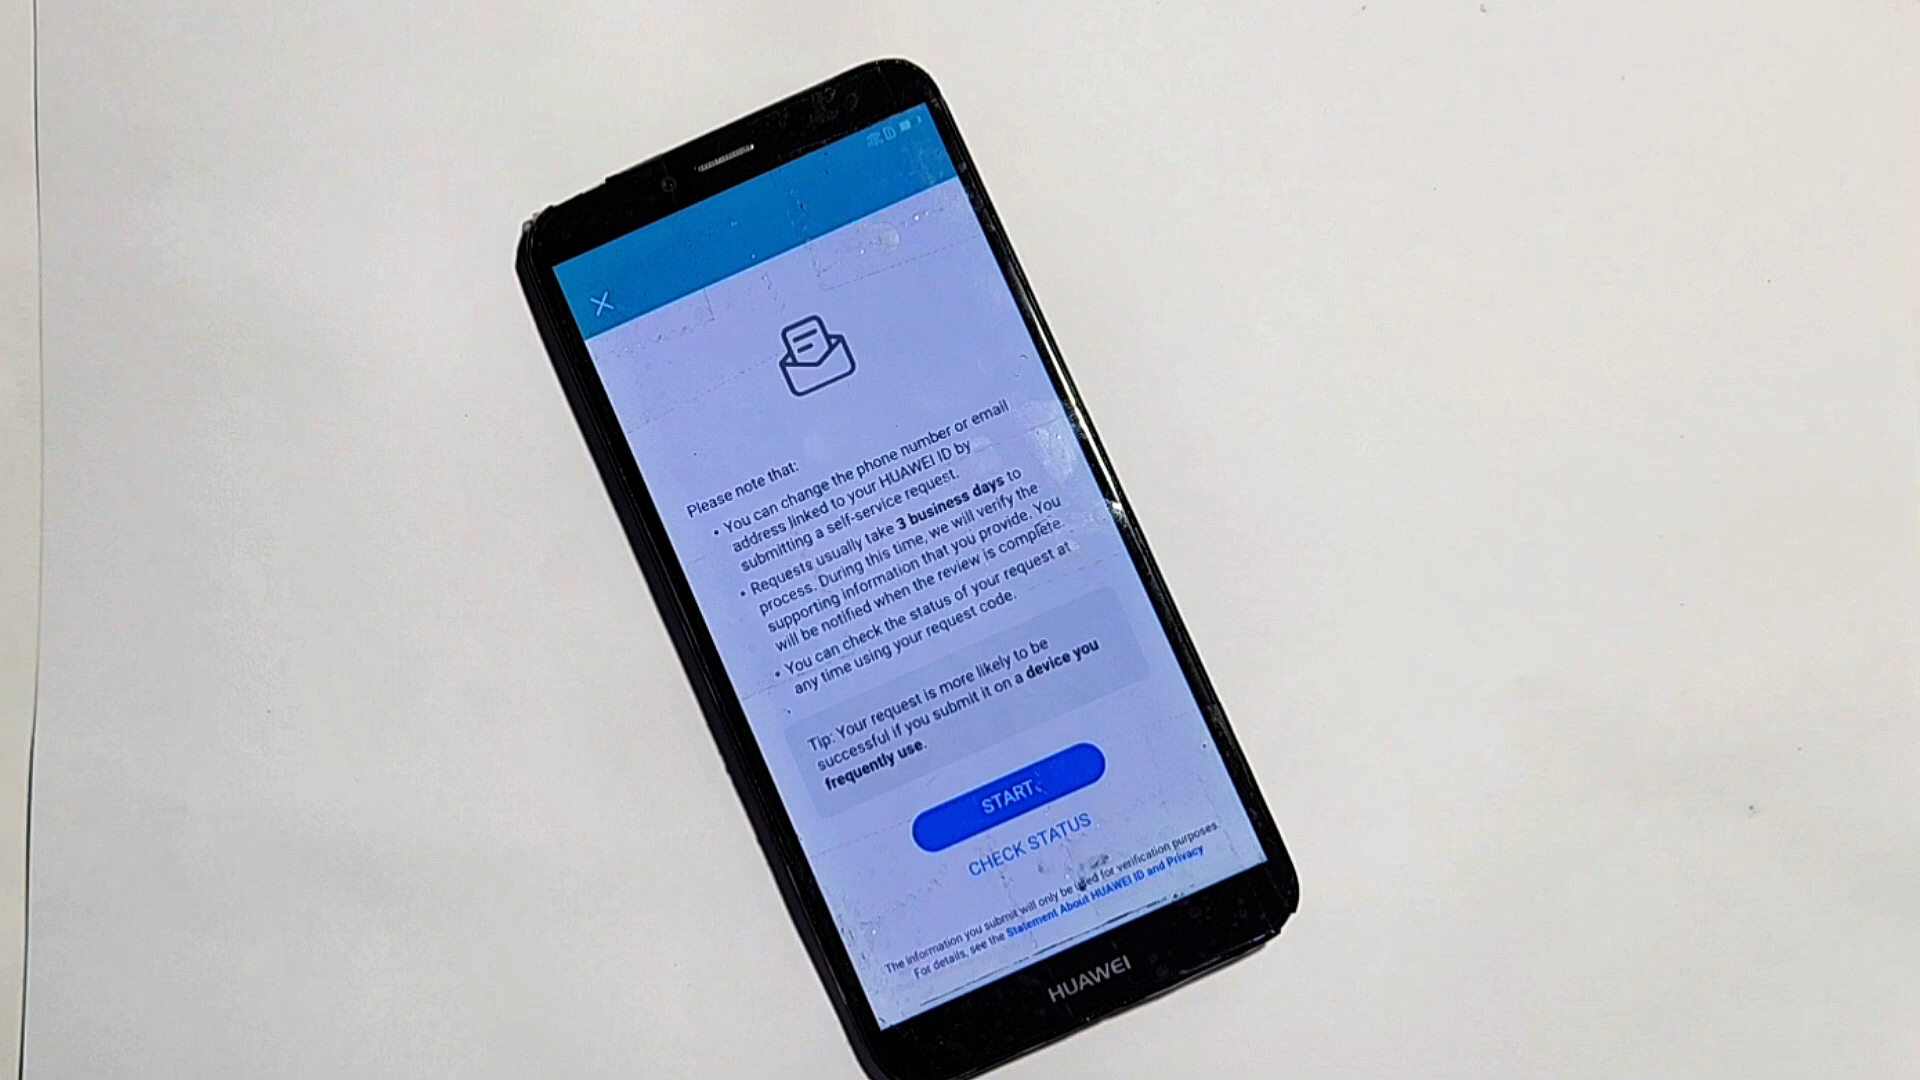 Please note that:
• You can change the phone number or email
address linked to your HUAWEI ID by
submitting a self-service request.
• Requests usually take 3 business days to
process. During this time, we will verify the
supporting information that you provide. You
will be notified when the review is complete.
• You can check the status of your request at
any time using your request code.
Tip: Your request is more likely to be
successful if you submit it on a device you
frequently use.
START
CHECK STATUS
The information you submit will only be used for verification purposes.
For details, see the Statement About HUAWEI ID and Privacy
HUAWEI